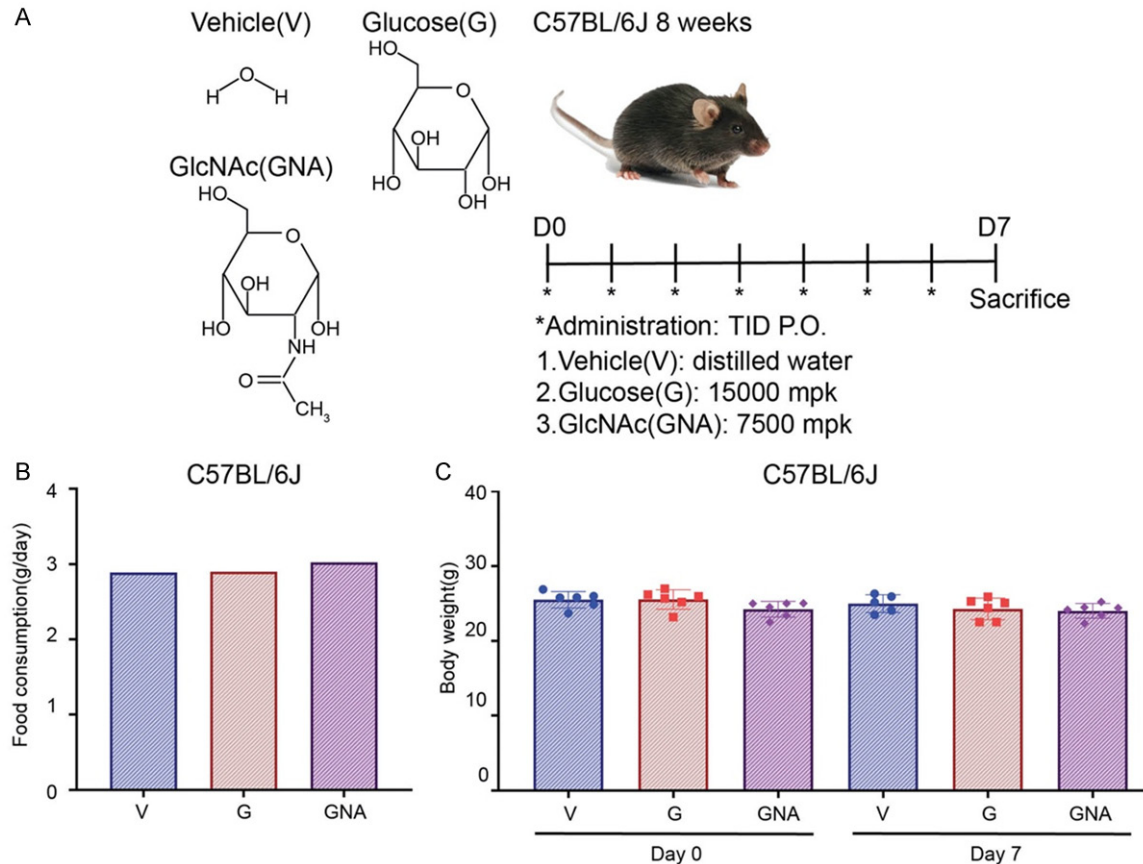 A
Vehicle(V)
Glucose(G)
C57BL/6J 8 weeks
O
H
H
HO
O
OH
HO
OH
OH
GlcNAc(GNA)
HO
O
OH
HO
OH
NH
O
CH3
D0
D7
* * * * * * *
Sacrifice
*Administration: TID P.O.
1.Vehicle(V): distilled water
2.Glucose(G): 15000 mpk
3.GlcNAc(GNA): 7500 mpk
B
C57BL/6J
Food consumption(g/day)
4
3
2
1
0
V
G
GNA
C
C57BL/6J
Body weight(g)
40
30
20
10
0
V
G
GNA
V
G
GNA
Day 0
Day 7